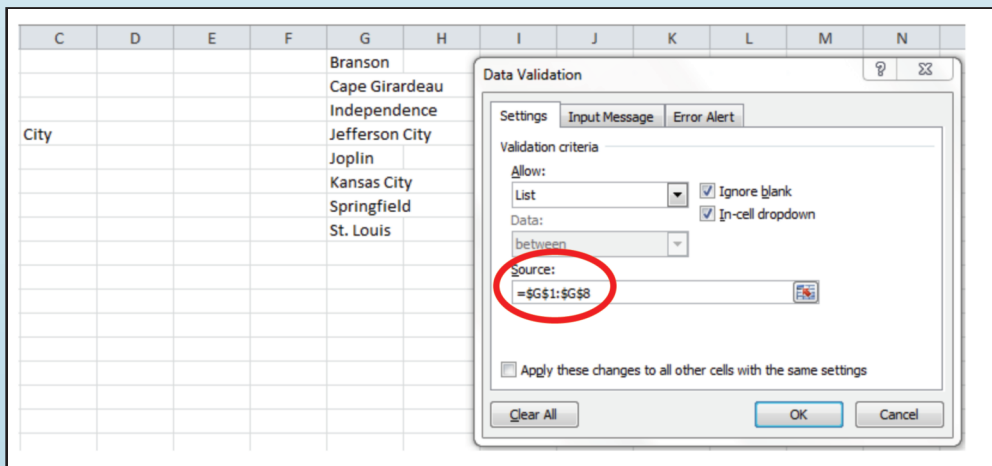 C D E F G H I J K L M N
Branson
Cape Girardeau
Independence
City Jefferson City
Joplin
Kansas City
Springfield
St. Louis
Data Validation
Settings Input Message Error Alert
Validation criteria
Allow:
List
Ignore blank
In-cell dropdown
Data:
between
Source:
=$G$1:$G$8
Apply these changes to all other cells with the same settings
Clear All OK Cancel